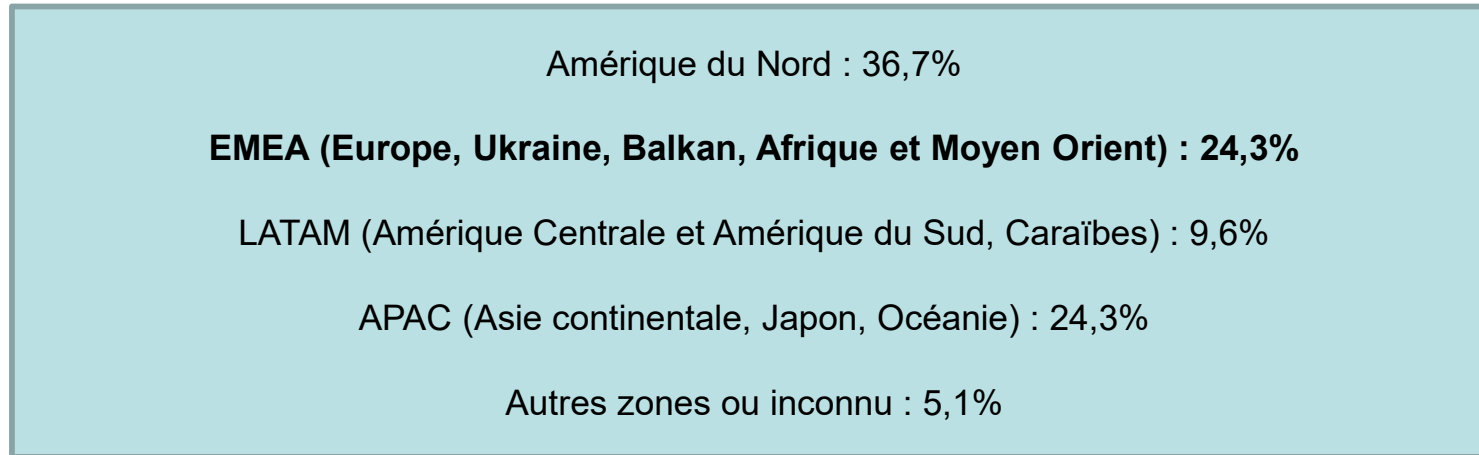 Amérique du Nord : 36,7%
EMEA (Europe, Ukraine, Balkan, Afrique et Moyen Orient) : 24,3%
LATAM (Amérique Centrale et Amérique du Sud, Caraïbes) : 9,6%
APAC (Asie continentale, Japon, Océanie) : 24,3%
Autres zones ou inconnu : 5,1%